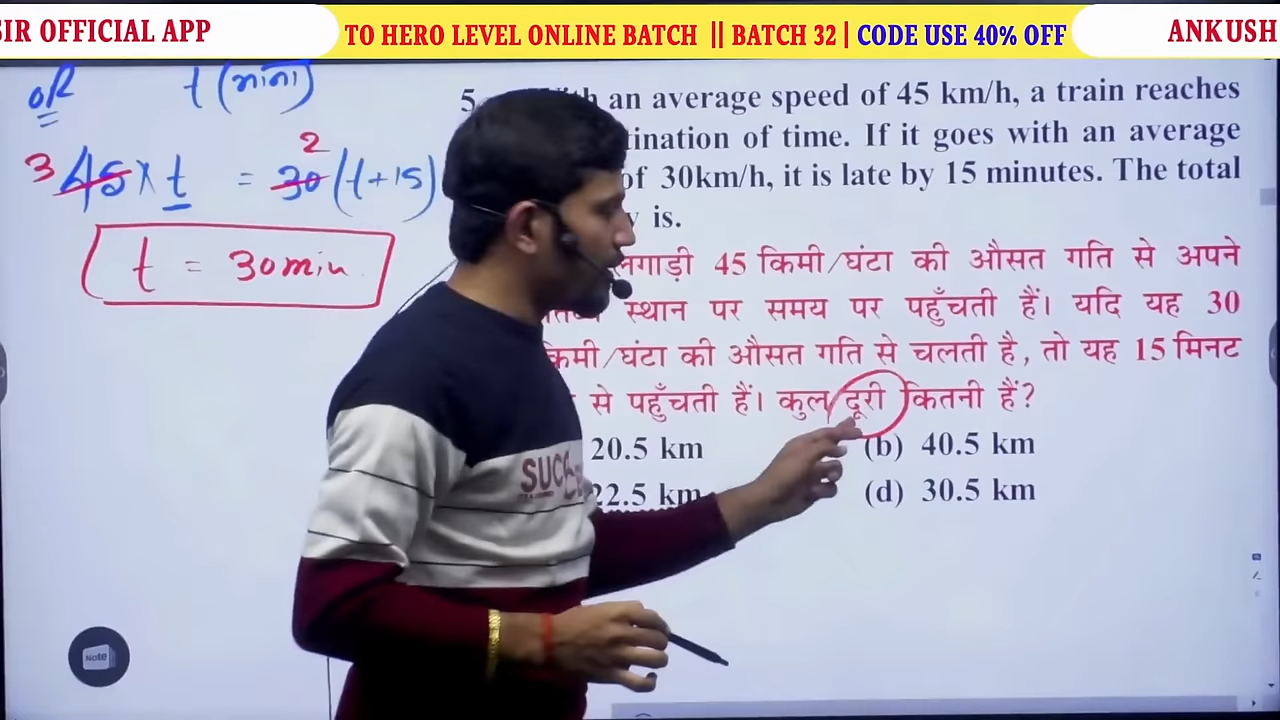 SIR OFFICIAL APP
TO HERO LEVEL ONLINE BATCH || BATCH 32 | CODE USE 40% OFF
ANKUSH
OR
t (माना)
3 45 × t = 30 2 (t+15)
t = 30 min
5. an average speed of 45 km/h, a train reaches
tination of time. If it goes with an average
of 30km/h, it is late by 15 minutes. The total
is.
लगाड़ी 45 किमी/घंटा की औसत गति से अपने
स्थान पर समय पर पहुँचती हैं। यदि यह 30
किमी/घंटा की औसत गति से चलती है, तो यह 15 मिनट
से पहुँचती हैं। कुल दूरी कितनी हैं?
20.5 km (b) 40.5 km
22.5 km (d) 30.5 km
SUCC
Note